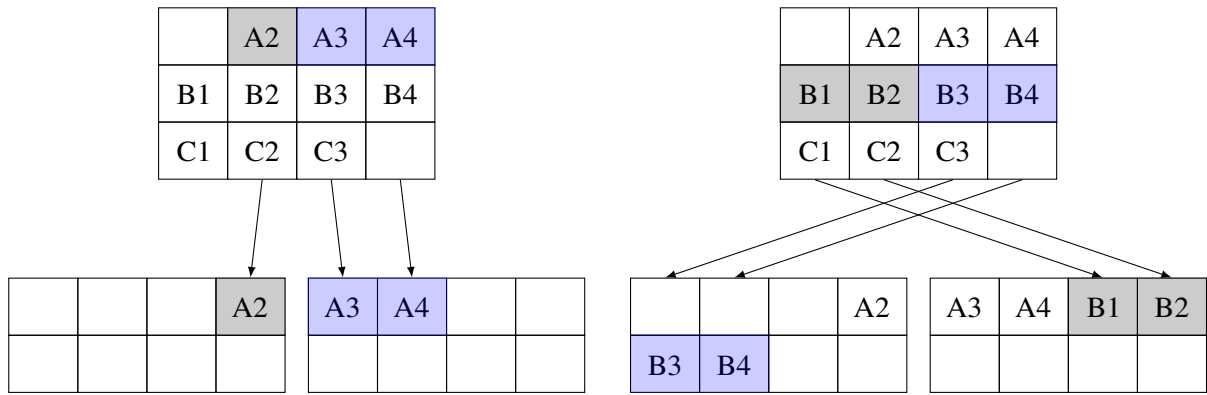 A2 A3 A4
B1 B2 B3 B4
C1 C2 C3
A2 A3 A4
A2 A3 A4
B1 B2 B3 B4
C1 C2 C3
A2 A3 A4 B1 B2
B3 B4